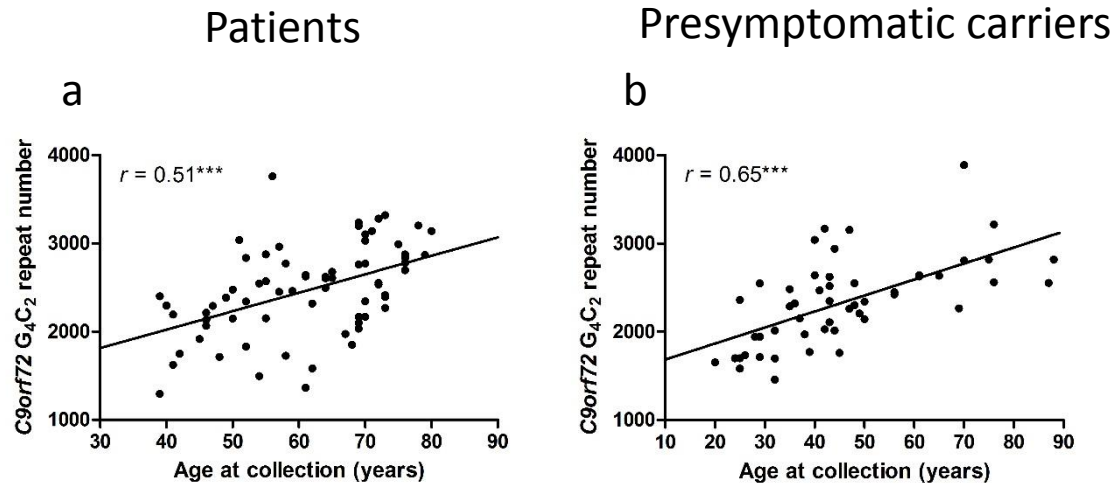 Patients
Presymptomatic carriers
a
b
C9orf72 G₄C₂ repeat number
4000
3000
2000
1000
r = 0.51***
30 40 50 60 70 80 90
Age at collection (years)
C9orf72 G₄C₂ repeat number
4000
3000
2000
1000
r = 0.65***
10 20 30 40 50 60 70 80 90
Age at collection (years)